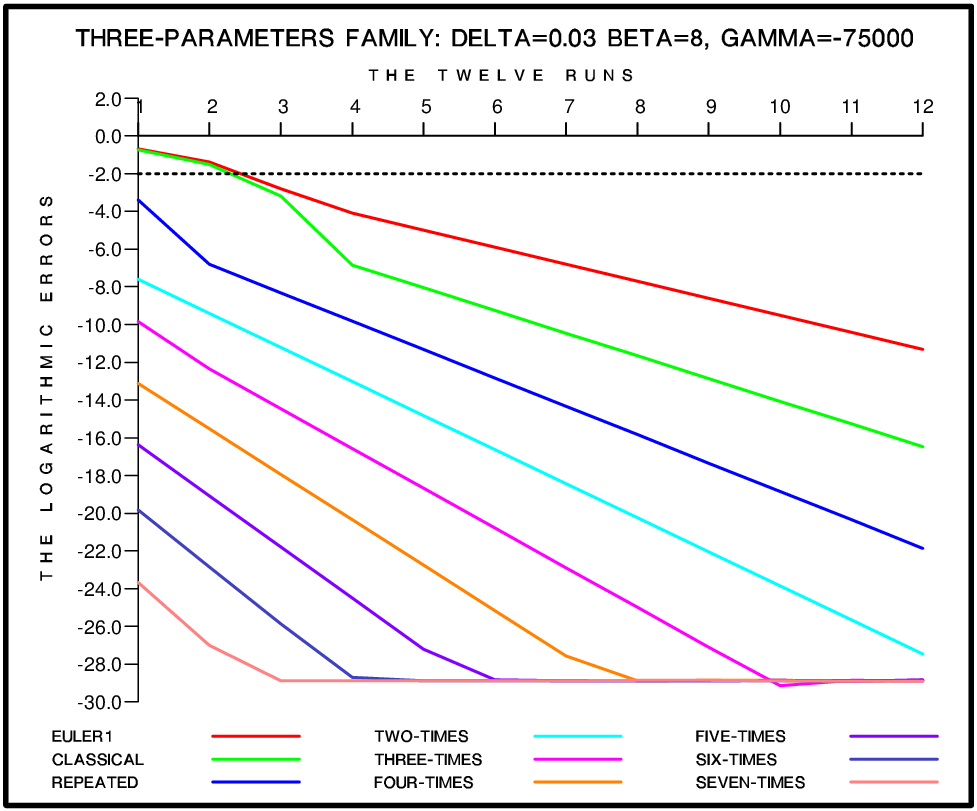 THREE-PARAMETERS FAMILY: DELTA=0.03 BETA=8, GAMMA=-75000
THE TWELVE RUNS
1 2 3 4 5 6 7 8 9 10 11 12
THE LOGARITHMIC ERRORS
2.0
0.0
-2.0
-4.0
-6.0
-8.0
-10.0
-12.0
-14.0
-16.0
-18.0
-20.0
-22.0
-24.0
-26.0
-28.0
-30.0
EULER1 TWO-TIMES FIVE-TIMES
CLASSICAL THREE-TIMES SIX-TIMES
REPEATED FOUR-TIMES SEVEN-TIMES